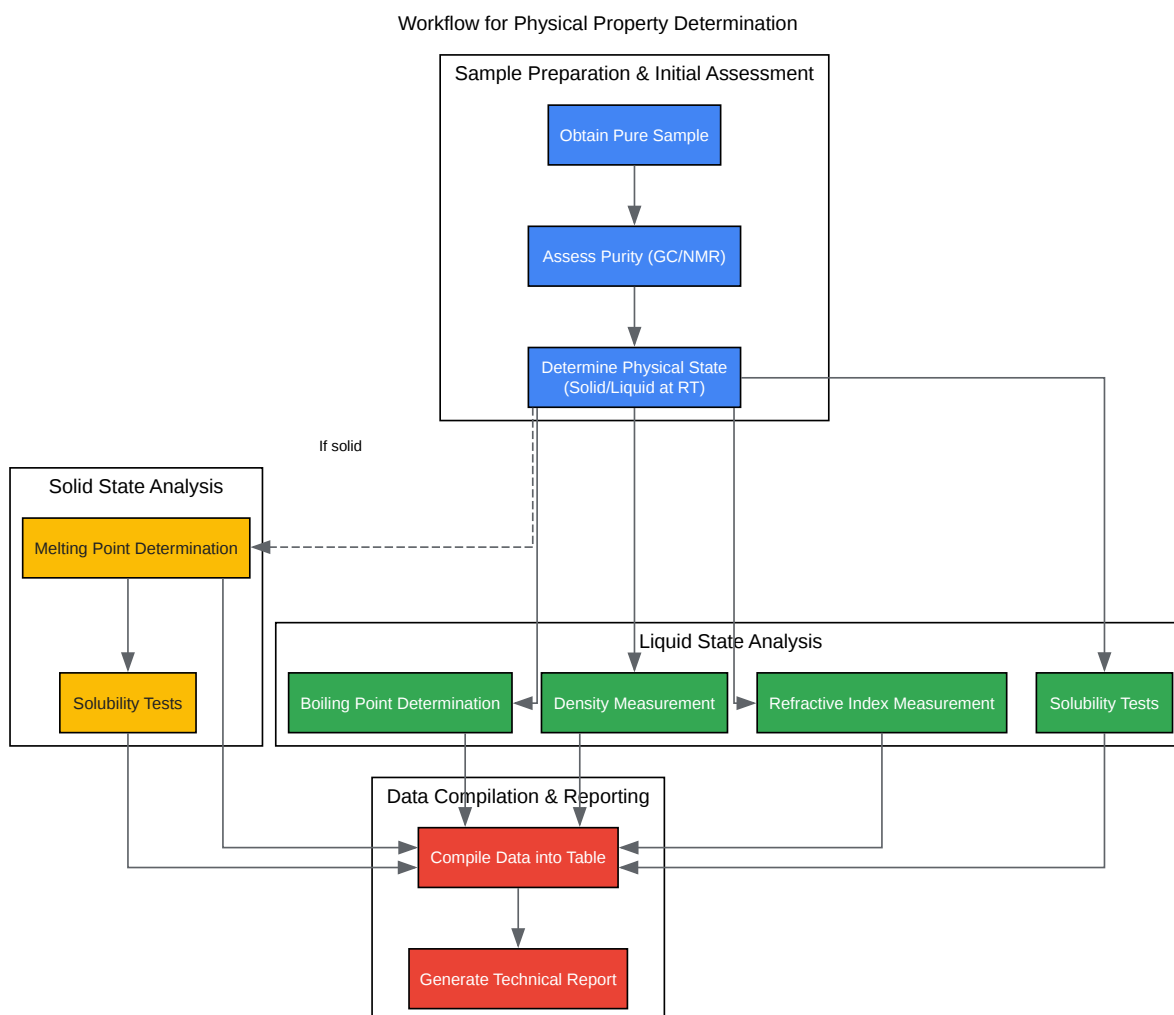 Workflow for Physical Property Determination
Sample Preparation & Initial Assessment
Obtain Pure Sample
Assess Purity (GC/NMR)
Determine Physical State
(Solid/Liquid at RT)
If solid
Solid State Analysis
Melting Point Determination
Solubility Tests
Liquid State Analysis
Boiling Point Determination
Density Measurement
Refractive Index Measurement
Solubility Tests
Data Compilation & Reporting
Compile Data into Table
Generate Technical Report